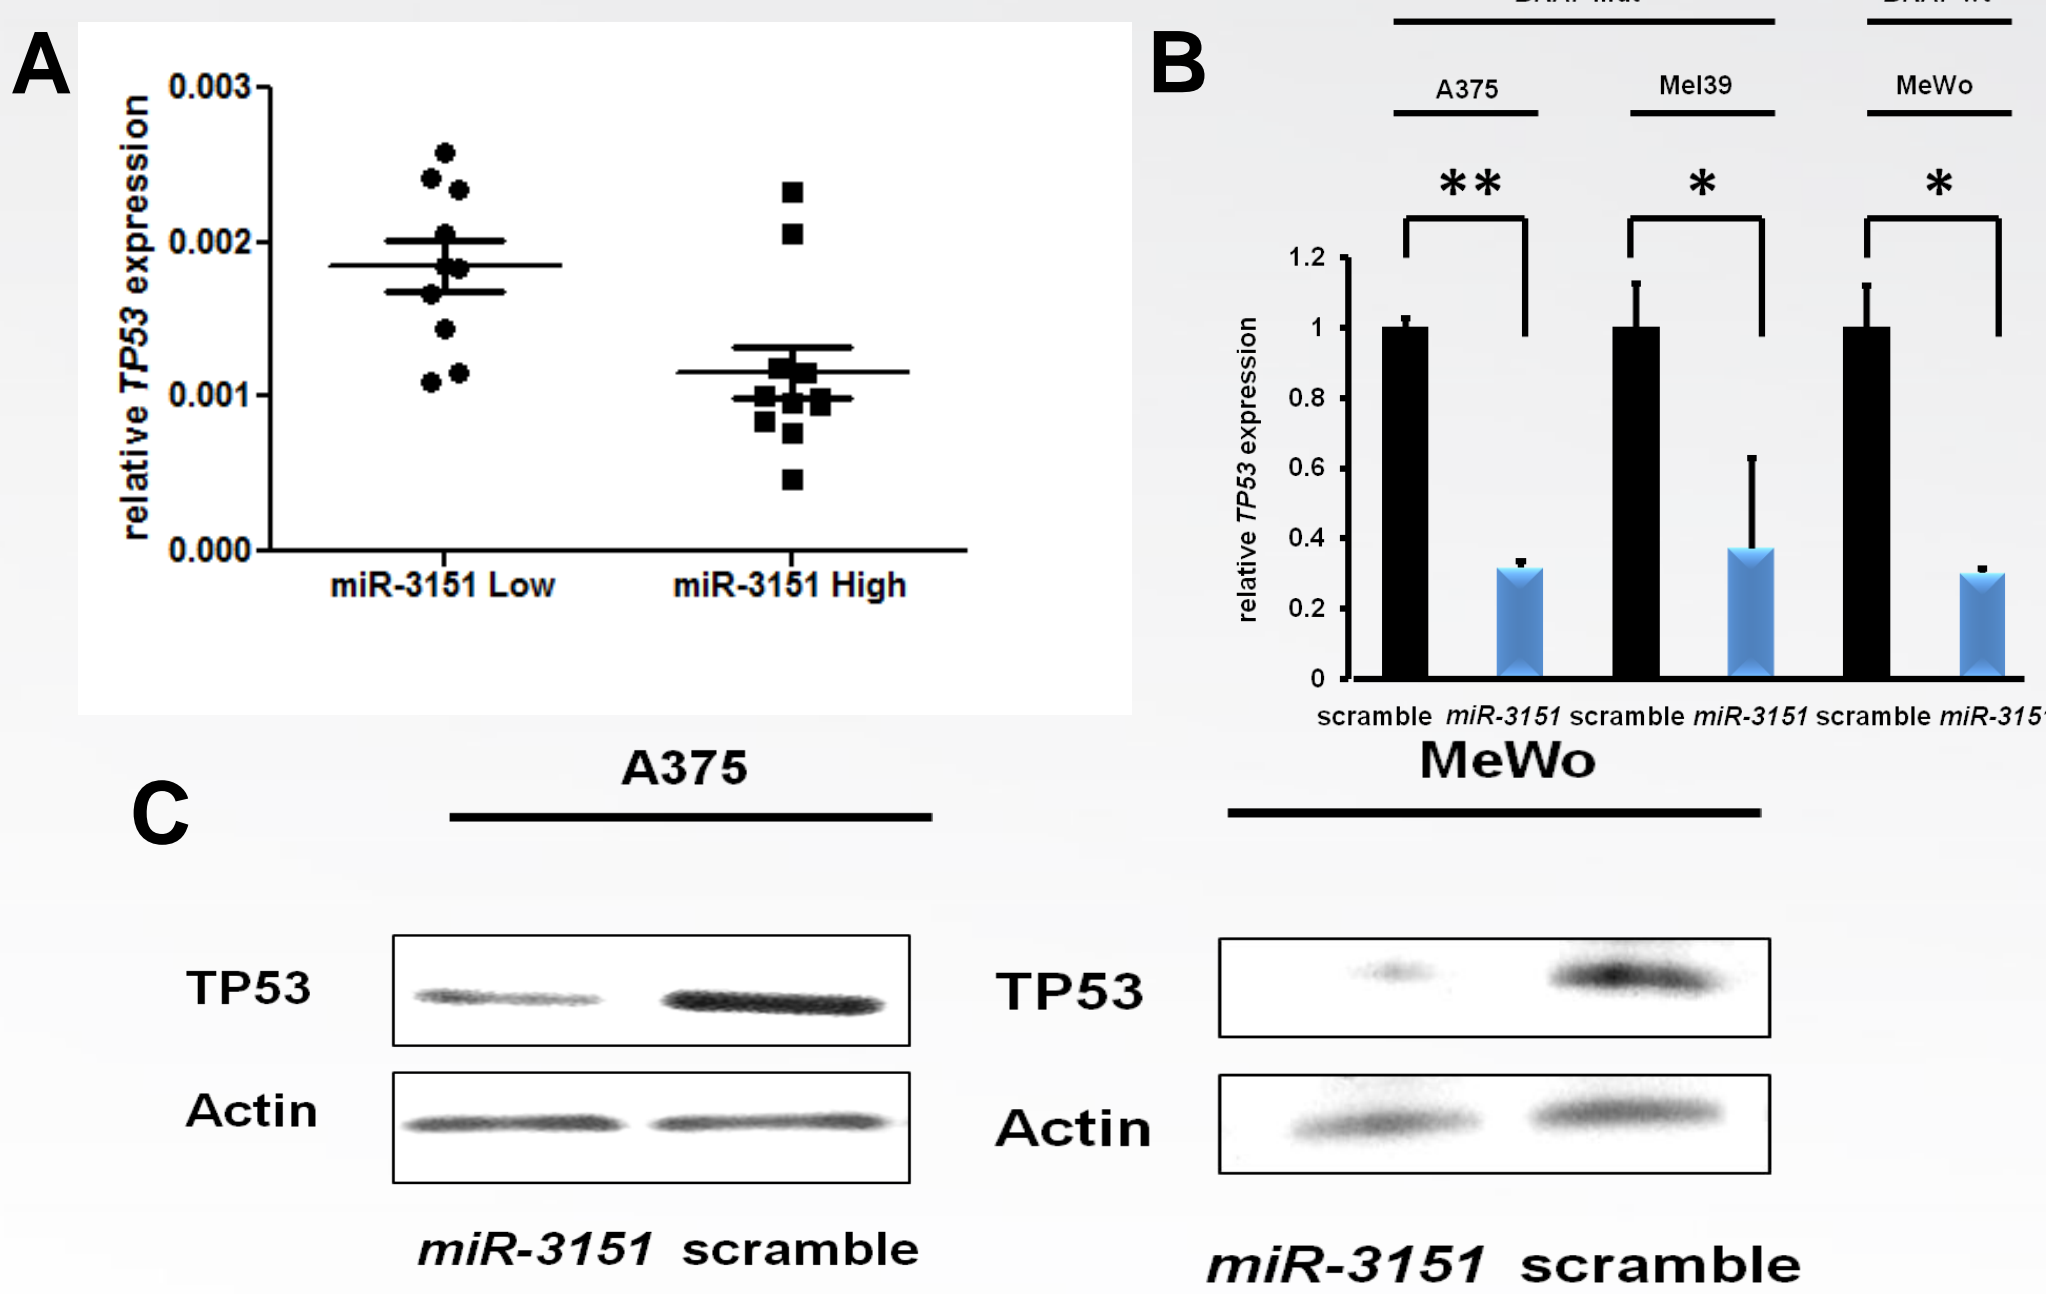 A
0.003
0.002
0.001
0.000
relative TP53 expression
miR-3151 Low miR-3151 High
B
A375 Mel39 MeWo
** * *
1.2
1
0.8
0.6
0.4
0.2
0
relative TP53 expression
scramble miR-3151 scramble miR-3151 scramble miR-315
C
A375
TP53
Actin
miR-3151 scramble
MeWo
TP53
Actin
miR-3151 scramble